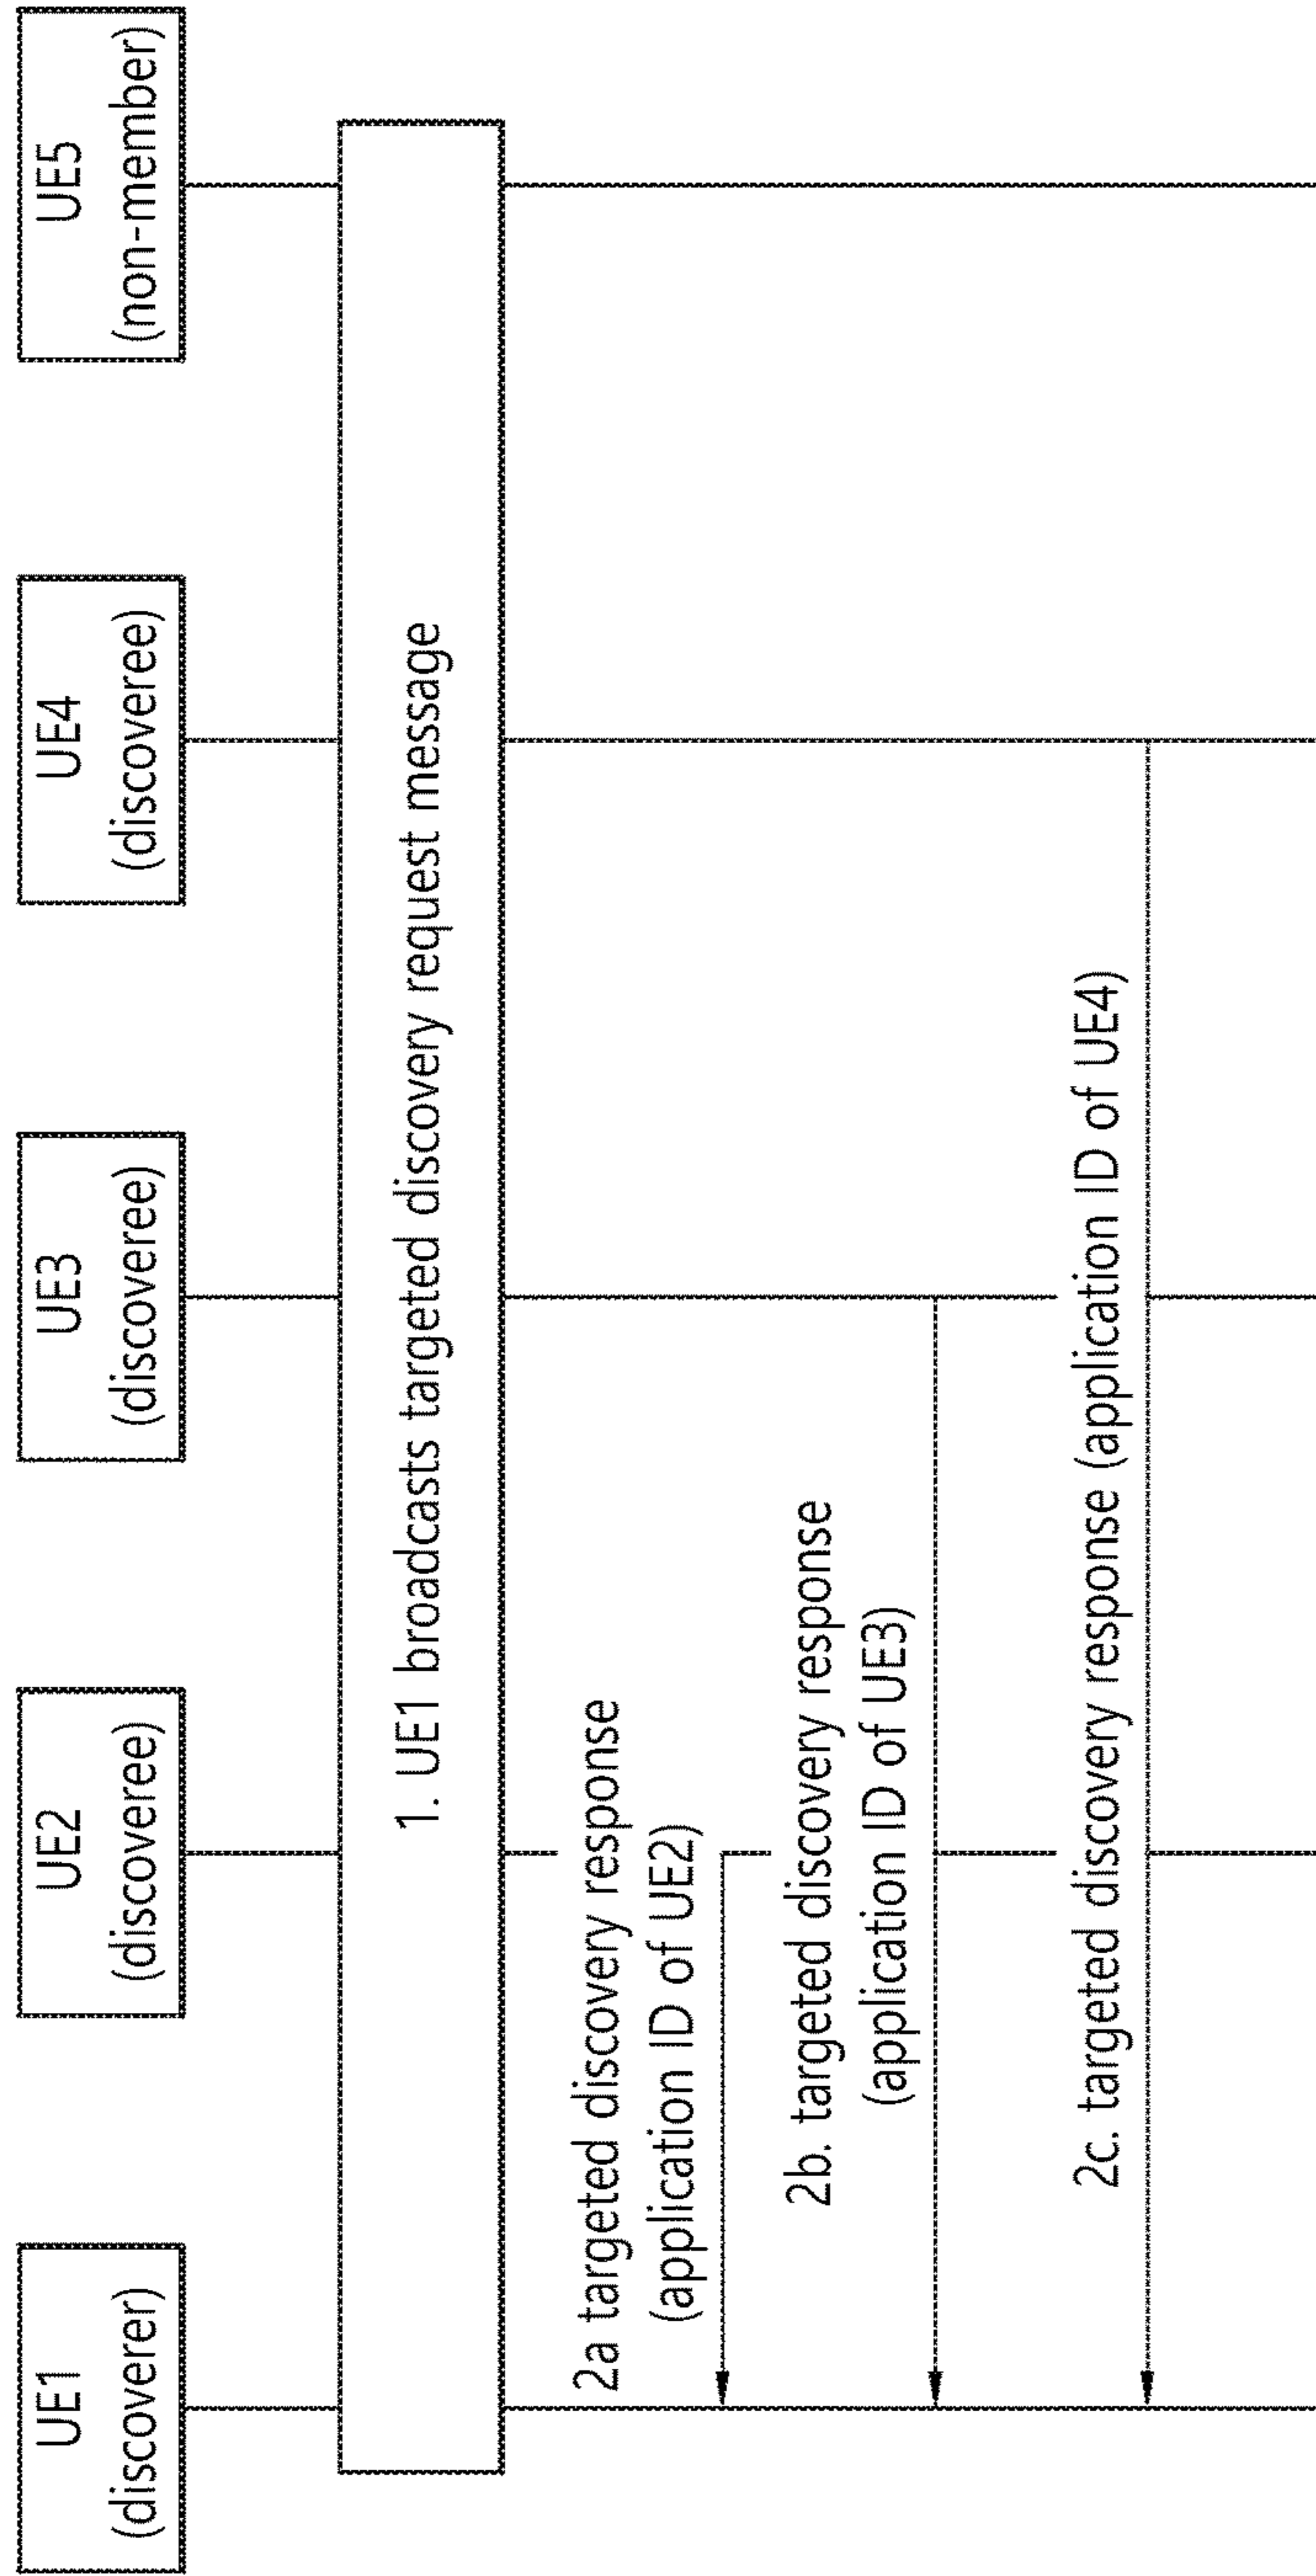 UE1
(discoverer)
UE2
(discoveree)
UE3
(discoveree)
UE4
(discoveree)
UE5
(non-member)
1. UE1 broadcasts targeted discovery request message
2a targeted discovery response
(application ID of UE2)
2b. targeted discovery response
(application ID of UE3)
2c. targeted discovery response (application ID of UE4)